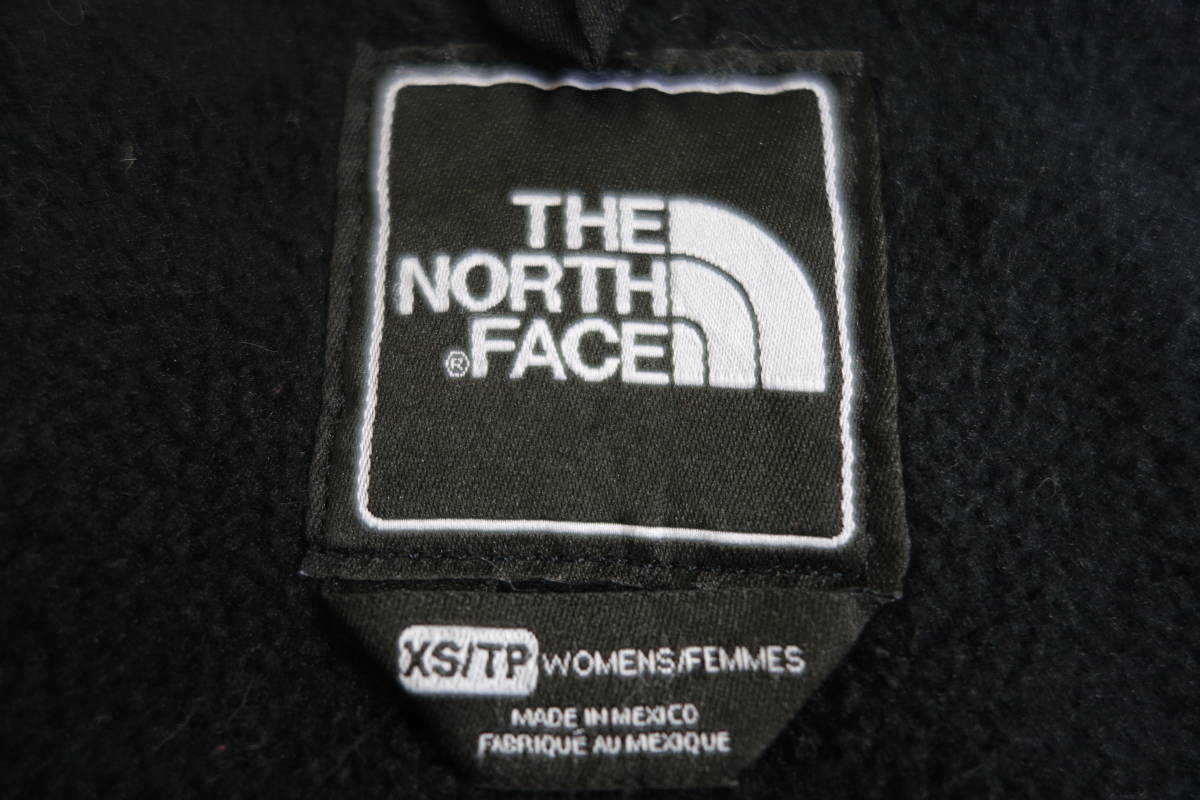 THE
NORTH
®FACE
XS/TP WOMENS/FEMMES
MADE IN MEXICO
FABRIQUÉ AU MEXIQUE